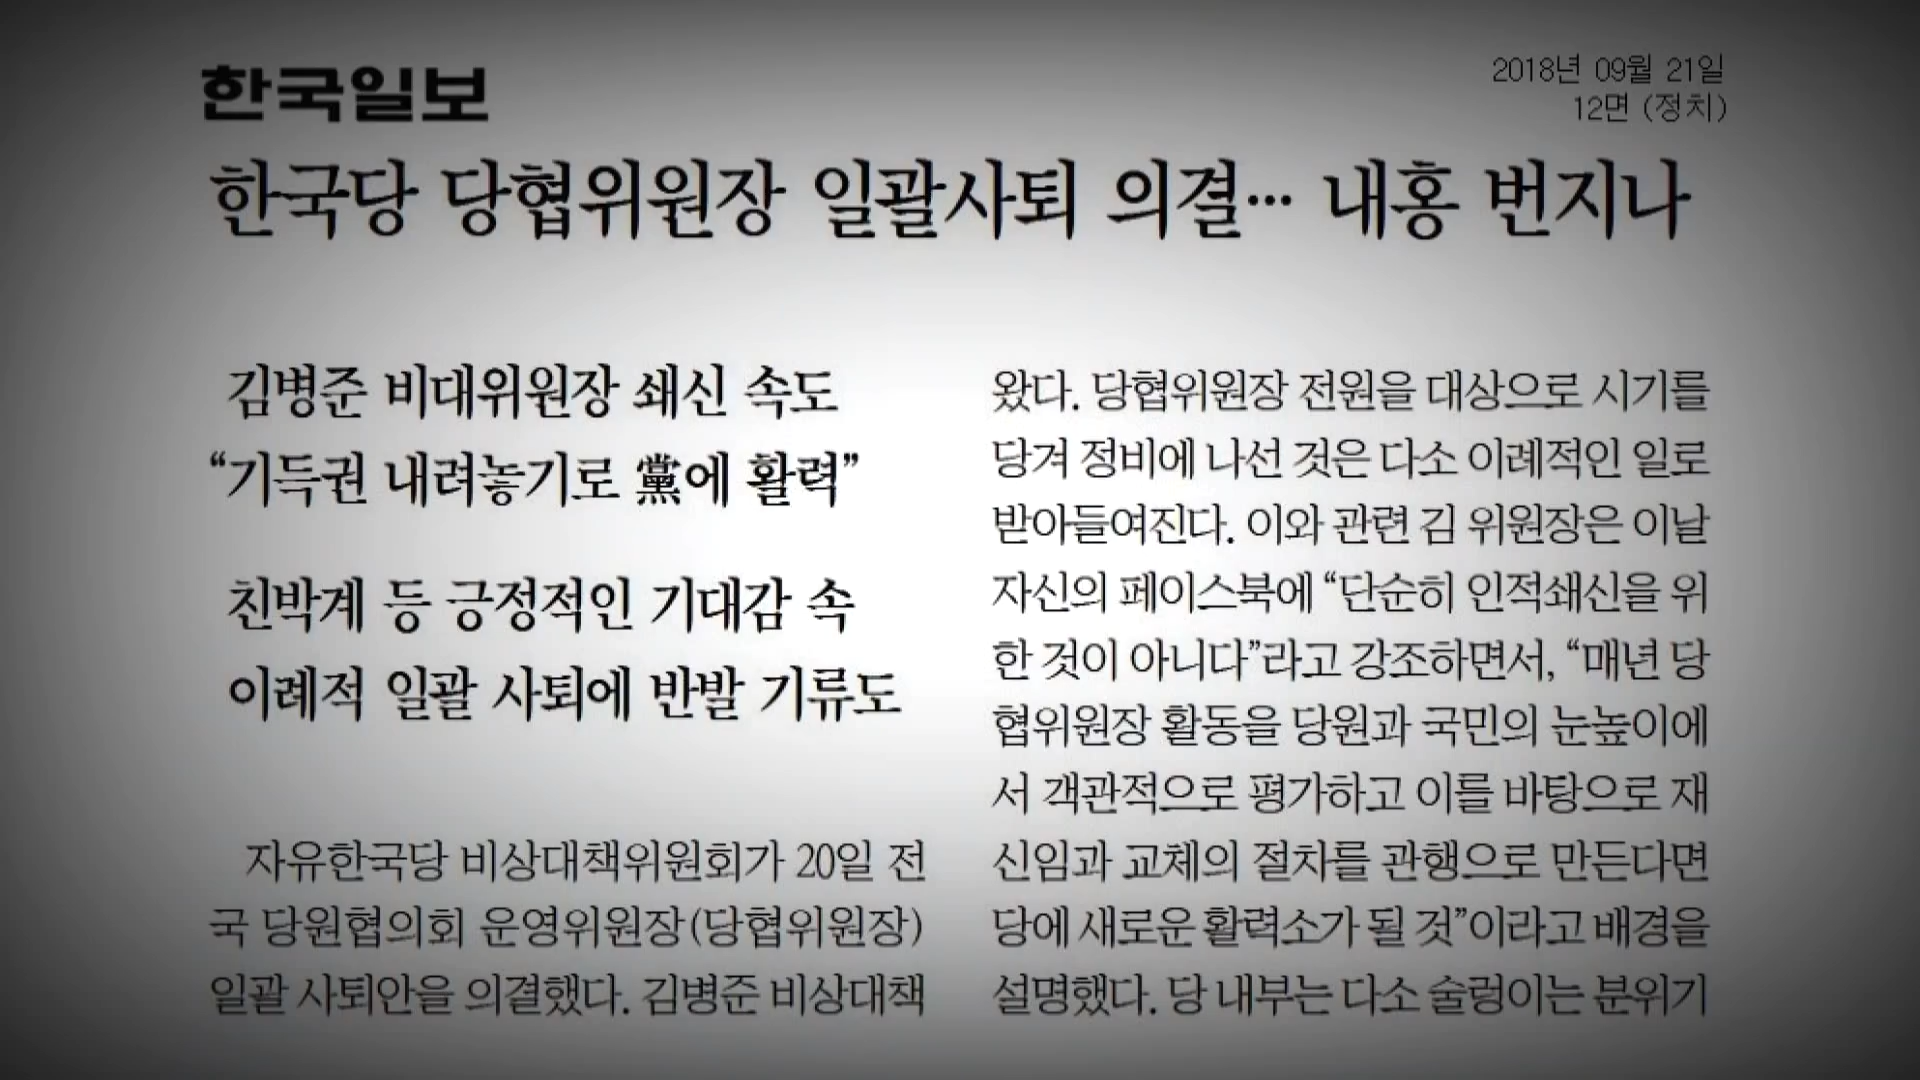 한국일보
2018년 09월 21일
12면 (정치)
한국당 당협위원장 일괄사퇴 의결… 내홍 번지나
김병준 비대위원장 쇄신 속도
“기득권 내려놓기로 黨에 활력”
친박계 등 긍정적인 기대감 속
이례적 일괄 사퇴에 반발 기류도
자유한국당 비상대책위원회가 20일 전
국 당원협의회 운영위원장(당협위원장)
일괄 사퇴안을 의결했다. 김병준 비상대책
왔다. 당협위원장 전원을 대상으로 시기를
당겨 정비에 나선 것은 다소 이례적인 일로
받아들여진다. 이와 관련 김 위원장은 이날
자신의 페이스북에 “단순히 인적쇄신을 위
한 것이 아니다”라고 강조하면서, “매년 당
협위원장 활동을 당원과 국민의 눈높이에
서 객관적으로 평가하고 이를 바탕으로 재
신임과 교체의 절차를 관행으로 만든다면
당에 새로운 활력소가 될 것”이라고 배경을
설명했다. 당 내부는 다소 술렁이는 분위기